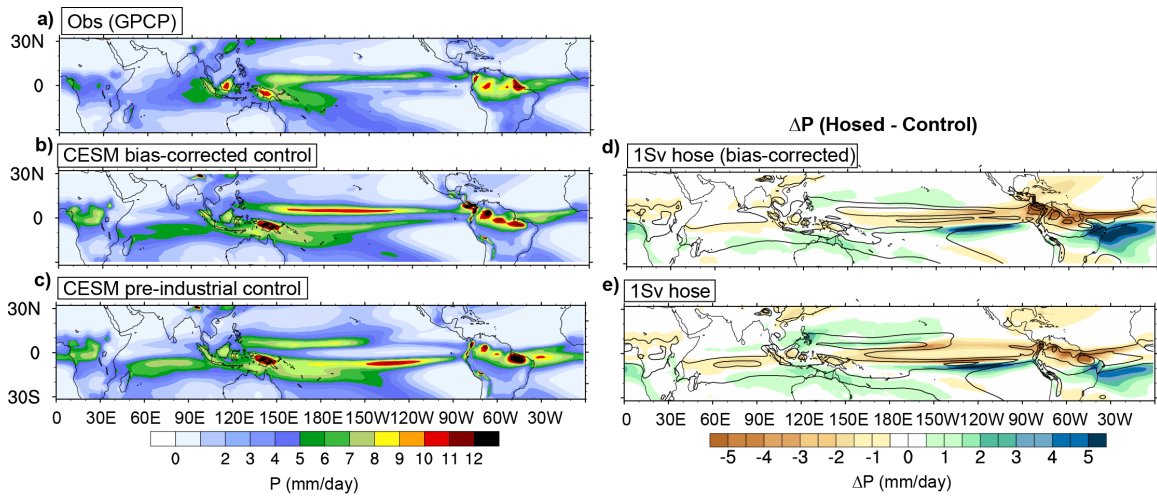 a) Obs (GPCP)
30N
0
b) CESM bias-corrected control
30N
0
c) CESM pre-industrial control
30N
0
30S
0 30E 60E 90E 120E 150E 180 150W 120W 90W 60W 30W
0 2 3 4 5 6 7 8 9 10 11 12
P (mm/day)
ΔP (Hosed - Control)
d) 1Sv hose (bias-corrected)
e) 1Sv hose
0 30E 60E 90E 120E 150E 180 150W 120W 90W 60W 30W 0
-5 -4 -3 -2 -1 0 1 2 3 4 5
ΔP (mm/day)